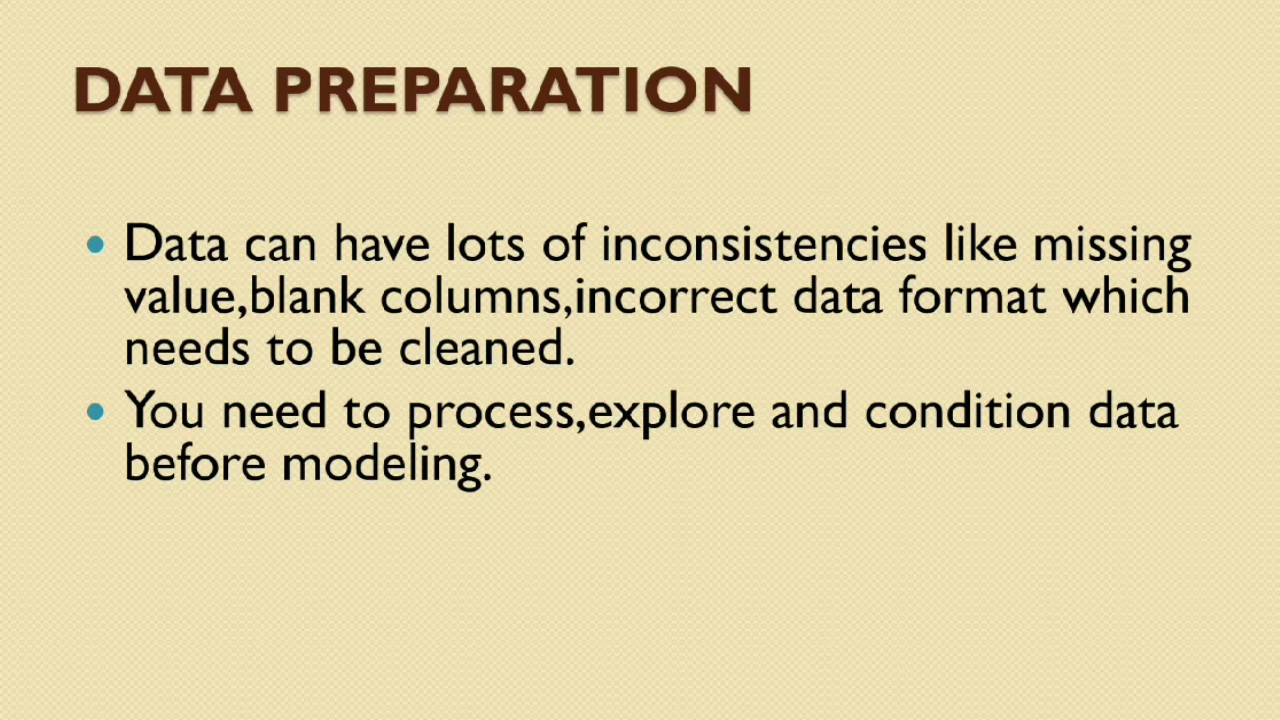 DATA PREPARATION
• Data can have lots of inconsistencies like missing
value,blank columns,incorrect data format which
needs to be cleaned.
• You need to process,explore and condition data
before modeling.